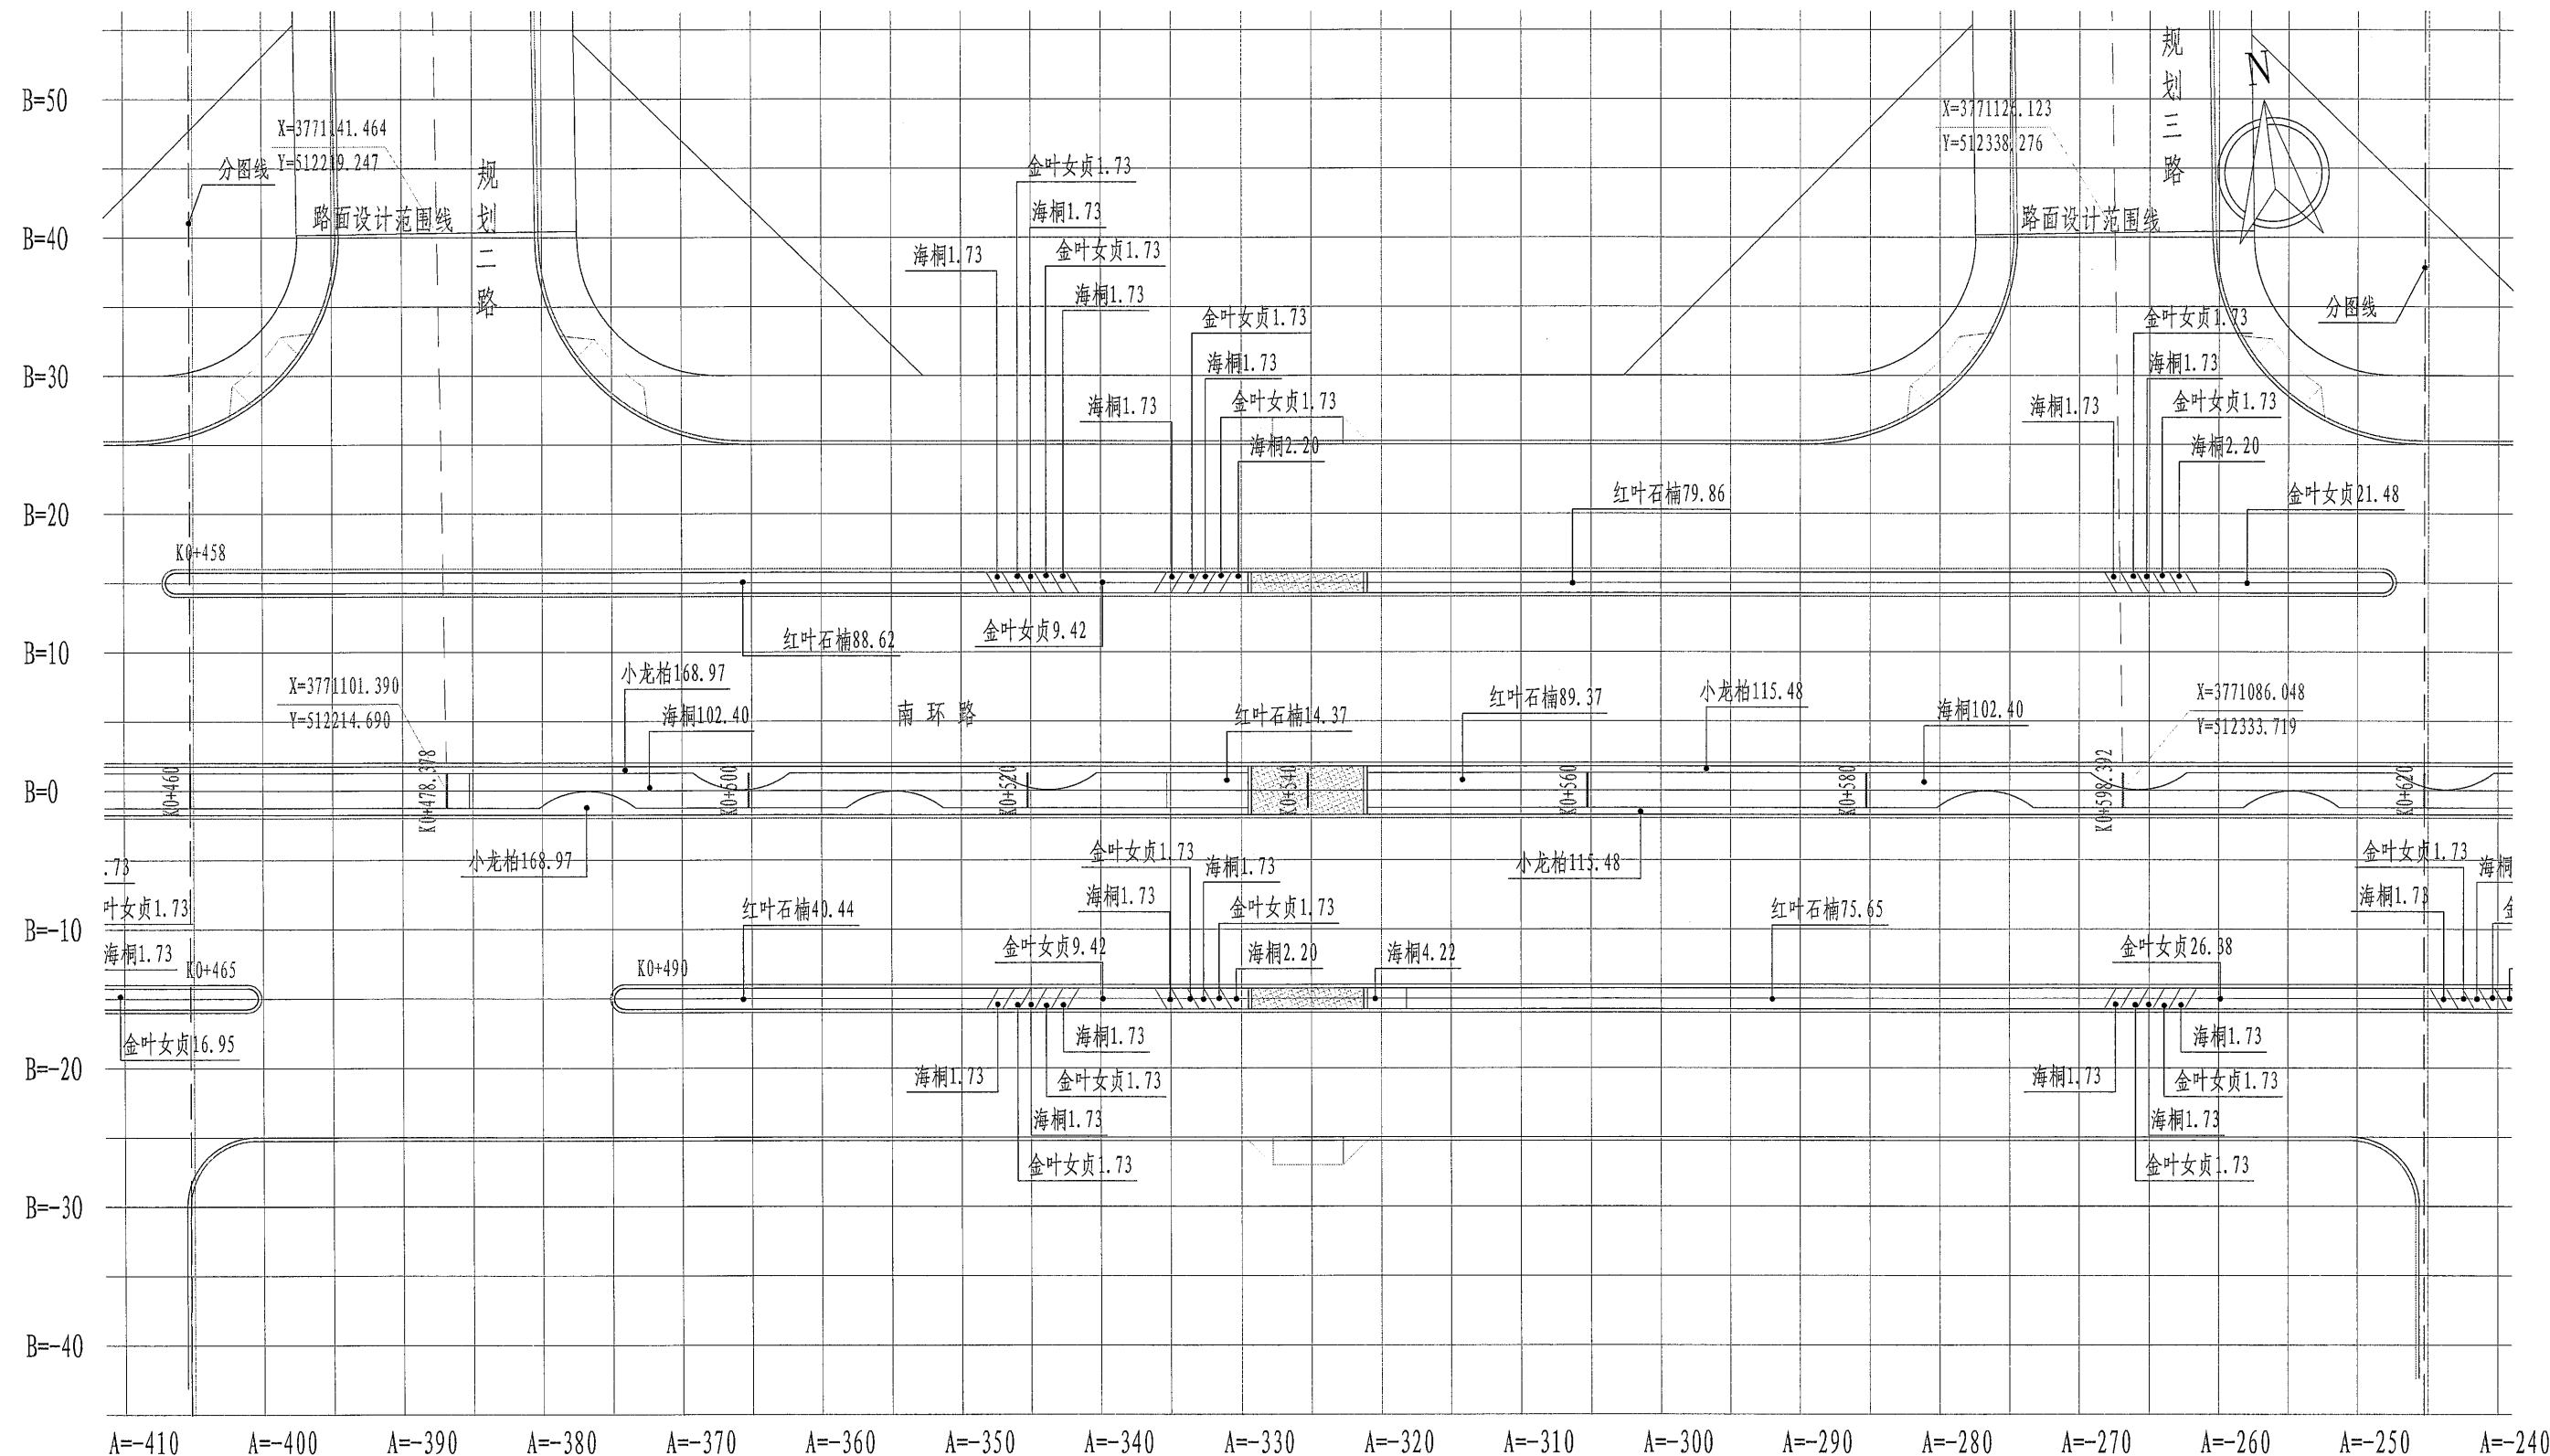 规划三路
N
B=50
X=3771141.464
Y=512219.247
X=3771126.123
Y=512338.276
分图线
规划二路
金叶女贞1.73
海桐1.73
路面设计范围线
路面设计范围线
B=40
海桐1.73
金叶女贞1.73
海桐1.73
分图线
金叶女贞1.73
金叶女贞1.73
海桐1.73
海桐1.73
B=30
海桐1.73
金叶女贞1.73
海桐1.73
金叶女贞1.73
海桐2.20
海桐2.20
红叶石楠79.86
金叶女贞21.48
B=20
K0+458
红叶石楠88.62
金叶女贞9.42
B=10
小龙柏168.97
X=3771101.390
Y=512214.690
海桐102.40
南环路
红叶石楠14.37
红叶石楠89.37
小龙柏115.48
海桐102.40
X=3771086.048
Y=512333.719
B=0
K0+460
K0+478.378
K0+500
K0+520
K0+540
K0+560
K0+580
K0+598.392
K0+620
小龙柏168.97
金叶女贞1.73
海桐1.73
小龙柏115.48
金叶女贞1.73
海桐
.73
叶女贞1.73
海桐1.73
海桐1.73
金叶女贞1.73
海桐1.73
B=-10
红叶石楠40.44
红叶石楠75.65
金叶女贞9.42
海桐2.20
海桐4.22
金叶女贞26.38
K0+465
K0+490
金叶女贞16.95
海桐1.73
海桐1.73
B=-20
海桐1.73
金叶女贞1.73
海桐1.73
金叶女贞1.73
海桐1.73
海桐1.73
金叶女贞1.73
金叶女贞1.73
B=-30
B=-40
A=-410 A=-400 A=-390 A=-380 A=-370 A=-360 A=-350 A=-340 A=-330 A=-320 A=-310 A=-300 A=-290 A=-280 A=-270 A=-260 A=-250 A=-240